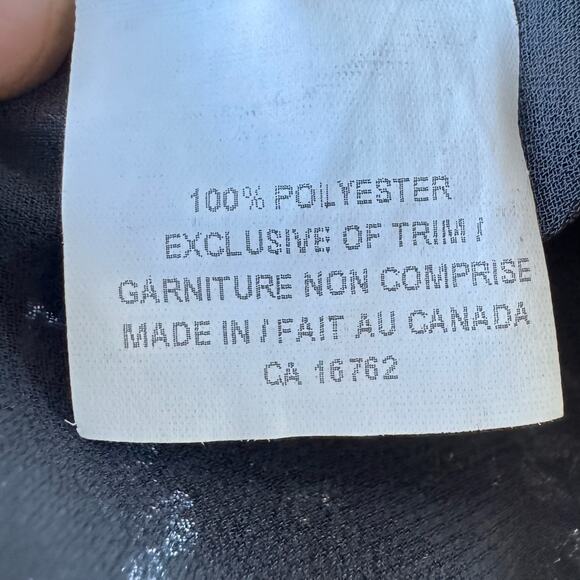 100% POLYESTER
EXCLUSIVE OF TRIM /
GARNITURE NON COMPRISE
MADE IN / FAIT AU CANADA
CA 16762